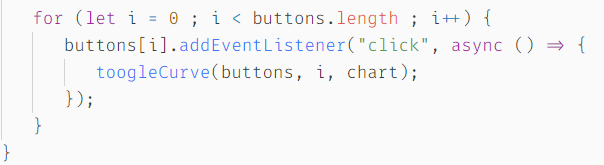 for (let i = 0 ; i < buttons.length ; i++) {
buttons[i].addEventListener("click", async () => {
toogleCurve(buttons, i, chart);
});
}
}